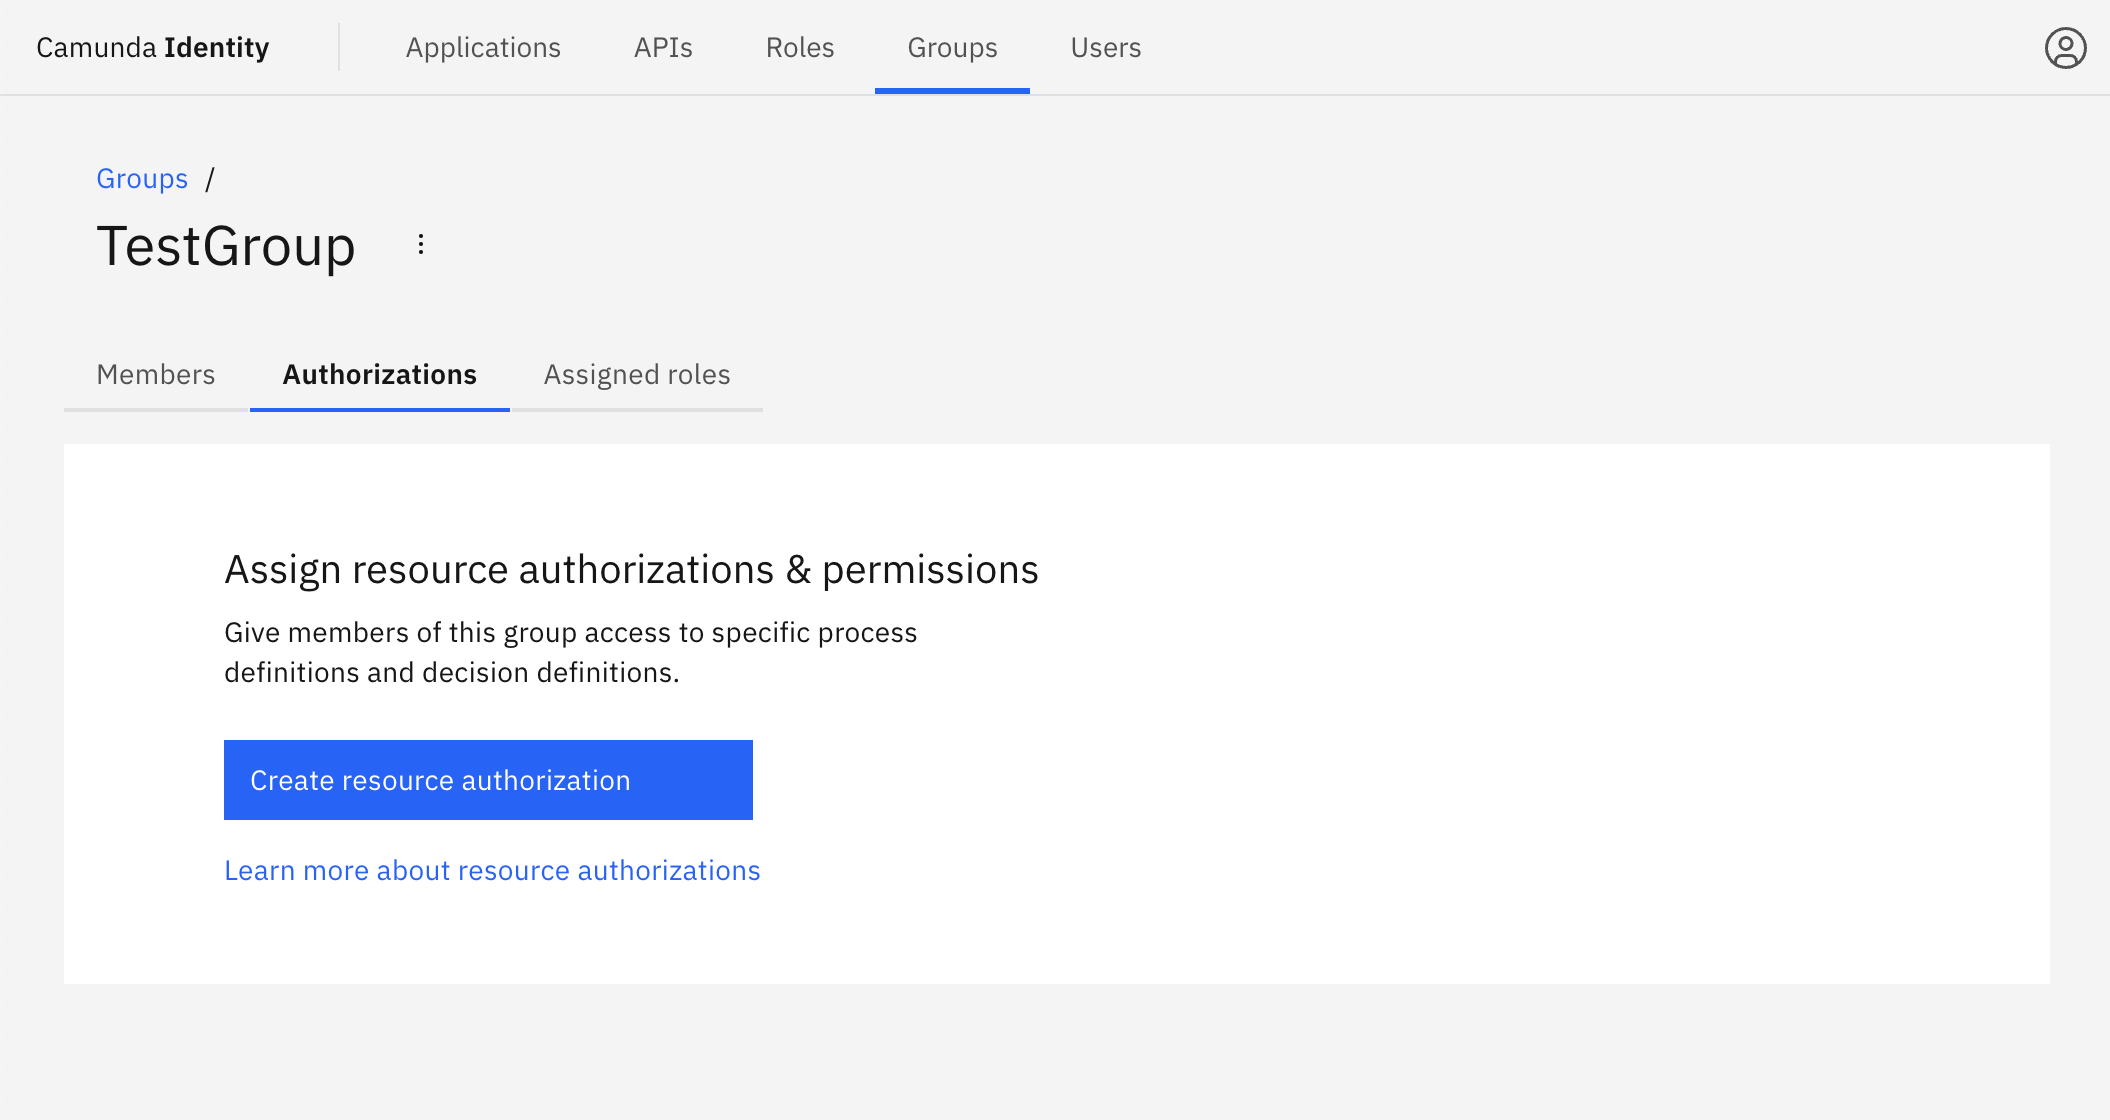 Camunda Identity Applications APIs Roles Groups Users
Groups /
TestGroup
Members Authorizations Assigned roles
Assign resource authorizations & permissions
Give members of this group access to specific process
definitions and decision definitions.
Create resource authorization
Learn more about resource authorizations